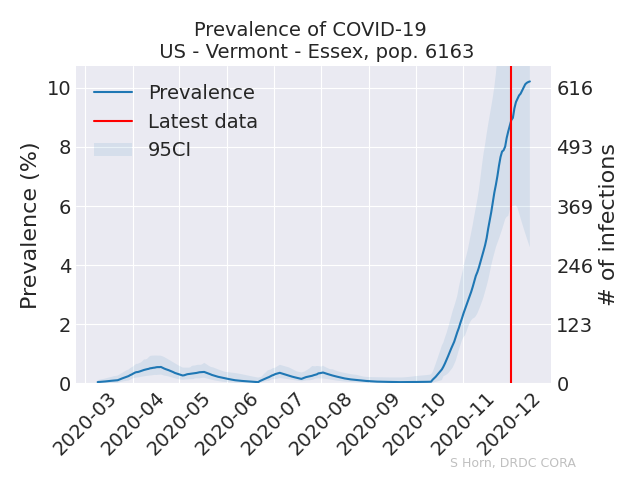 Prevalence of COVID-19
US - Vermont - Essex, pop. 6163
Prevalence
Latest data
95CI
Prevalence (%)
10
8
6
4
2
0
# of infections
616
493
369
246
123
0
2020-03
2020-04
2020-05
2020-06
2020-07
2020-08
2020-09
2020-10
2020-11
2020-12
S Horn, DRDC CORA